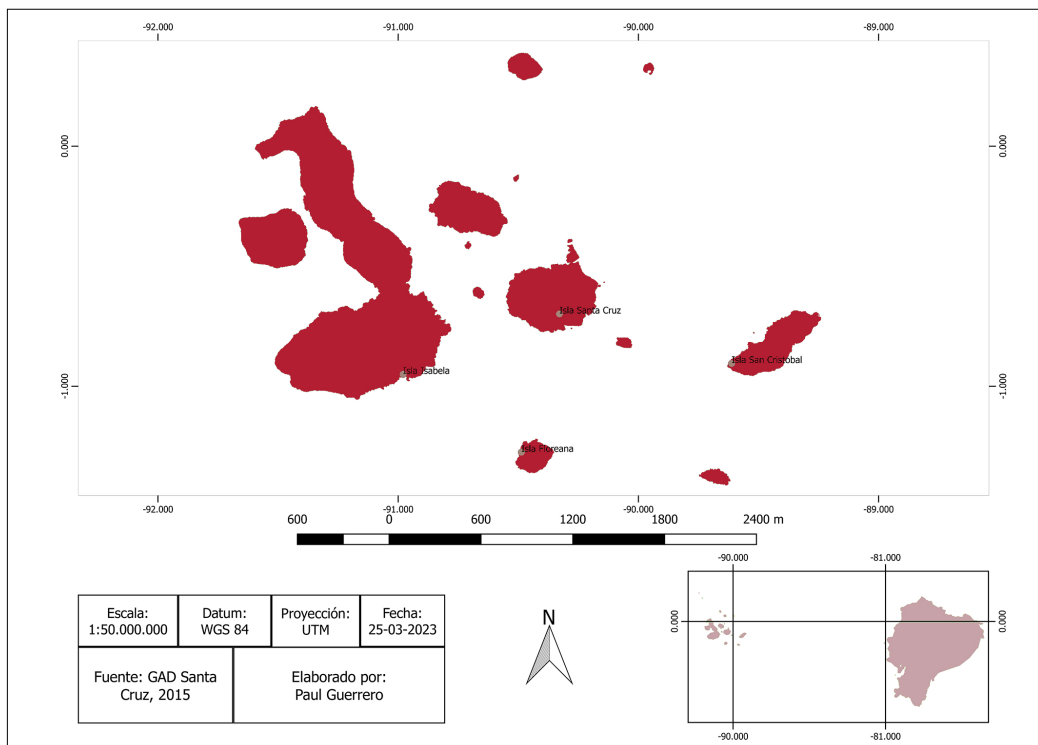 -92.000 -91.000 -90.000 -89.000
0.000 0.000
Isla Santa Cruz
Isla San Cristobal
Isla Isabela
-1.000 -1.000
Isla Floreana
-92.000 -91.000 -90.000 -89.000
600 0 600 1200 1800 2400 m
-90.000 -81.000
0.000 0.000
-90.000 -81.000
Escala:
1:50.000.000
Datum:
WGS 84
Proyección:
UTM
Fecha:
25-03-2023
Fuente: GAD Santa
Cruz, 2015
Elaborado por:
Paul Guerrero
N